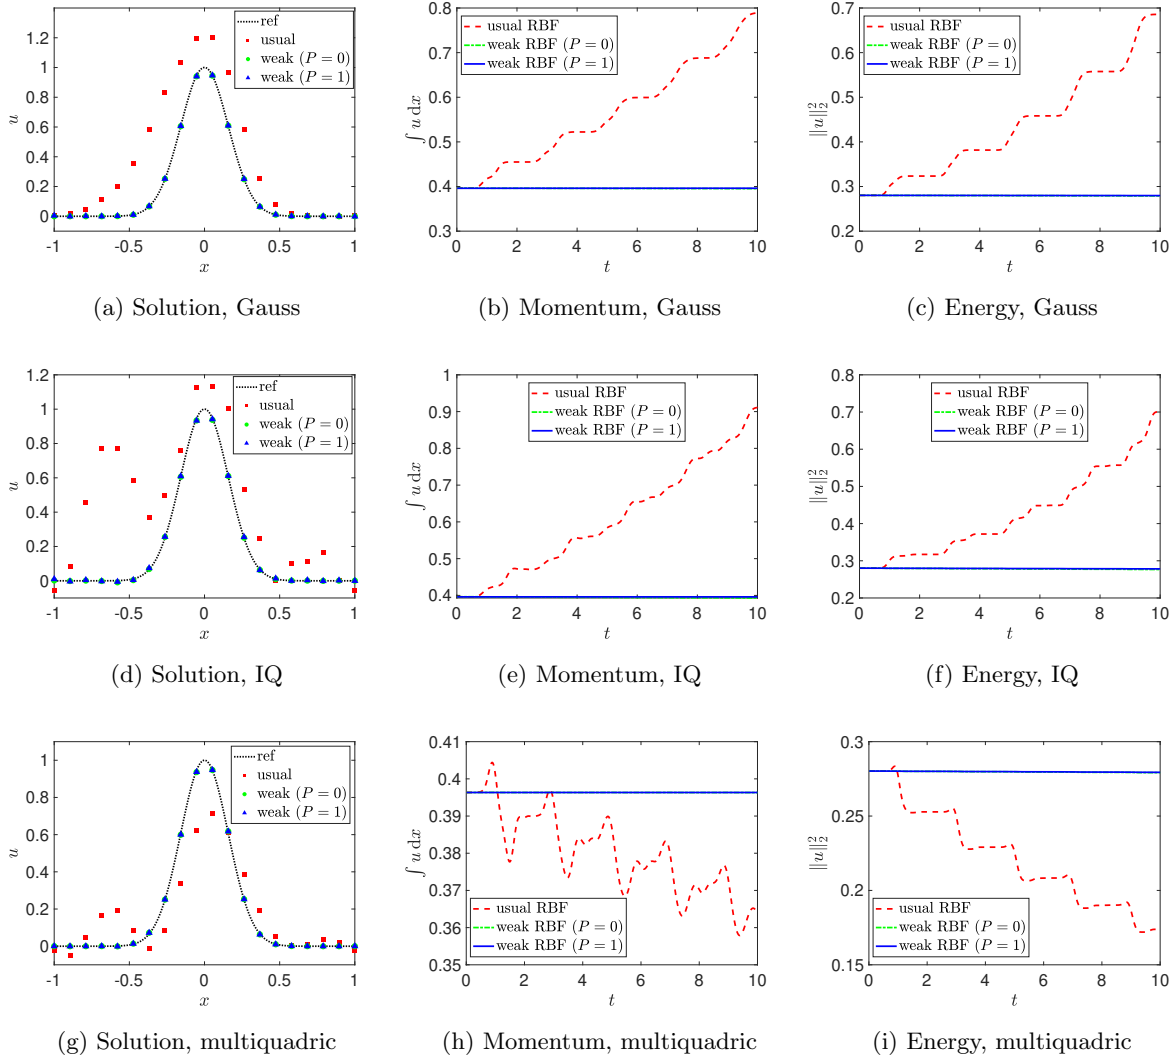 1.2
1
0.8
0.6
0.4
0.2
0
-1
-0.5
0
0.5
1
u
x
ref
usual
weak (P = 0)
weak (P = 1)
(a) Solution, Gauss
0.8
0.7
0.6
0.5
0.4
0.3
0
2
4
6
8
10
∫ u dx
t
usual RBF
weak RBF (P = 0)
weak RBF (P = 1)
(b) Momentum, Gauss
0.7
0.6
0.5
0.4
0.3
0.2
0
2
4
6
8
10
||u||₂²
t
usual RBF
weak RBF (P = 0)
weak RBF (P = 1)
(c) Energy, Gauss
1.2
1
0.8
0.6
0.4
0.2
0
-1
-0.5
0
0.5
1
u
x
ref
usual
weak (P = 0)
weak (P = 1)
(d) Solution, IQ
1
0.9
0.8
0.7
0.6
0.5
0.4
0
2
4
6
8
10
∫ u dx
t
usual RBF
weak RBF (P = 0)
weak RBF (P = 1)
(e) Momentum, IQ
0.8
0.7
0.6
0.5
0.4
0.3
0.2
0
2
4
6
8
10
||u||₂²
t
usual RBF
weak RBF (P = 0)
weak RBF (P = 1)
(f) Energy, IQ
1
0.8
0.6
0.4
0.2
0
-1
-0.5
0
0.5
1
u
x
ref
usual
weak (P = 0)
weak (P = 1)
(g) Solution, multiquadric
0.41
0.4
0.39
0.38
0.37
0.36
0.35
0
2
4
6
8
10
∫ u dx
t
usual RBF
weak RBF (P = 0)
weak RBF (P = 1)
(h) Momentum, multiquadric
0.3
0.25
0.2
0.15
0
2
4
6
8
10
||u||₂²
t
usual RBF
weak RBF (P = 0)
weak RBF (P = 1)
(i) Energy, multiquadric